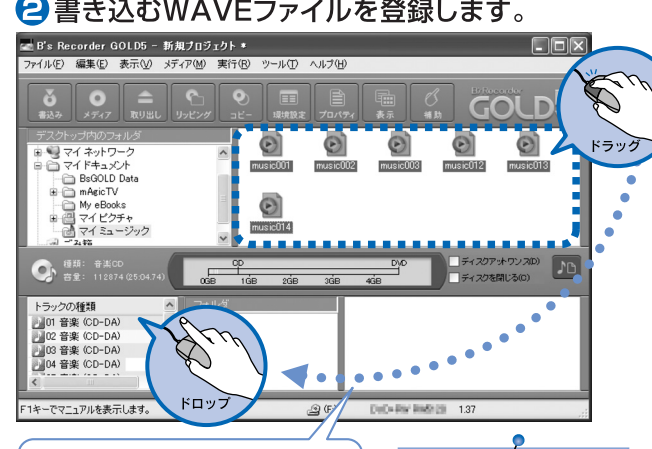 ❷書き込むWAVEファイルを登録します。
B's Recorder GOLD5 - 新規プロジェクト *
ファイル(F) 編集(E) 表示(V) メディア(M) 実行(R) ツール(T) ヘルプ(H)
書込み メディア 取り出し リッピング コピー 環境設定 プロパティ 表示 補助
B's Recorder
GOLD
ドラッグ
デスクトップ内のフォルダ
マイ ネットワーク
マイ ドキュメント
BsGOLD Data
mAgicTV
My eBooks
マイ ピクチャ
マイ ミュージック
ごみ箱
music001 music002 music003 music012 music013
music014
種類: 音楽CD
容量: 112874 (25:04.74)
CD DVD
0GB 1GB 2GB 3GB 4GB
ディスクアットワンス(D)
ディスクを閉じる(C)
トラックの種類
フォルダ
01 音楽 (CD-DA)
02 音楽 (CD-DA)
03 音楽 (CD-DA)
04 音楽 (CD-DA)
ドロップ
F1キーでマニュアルを表示します。
1.37